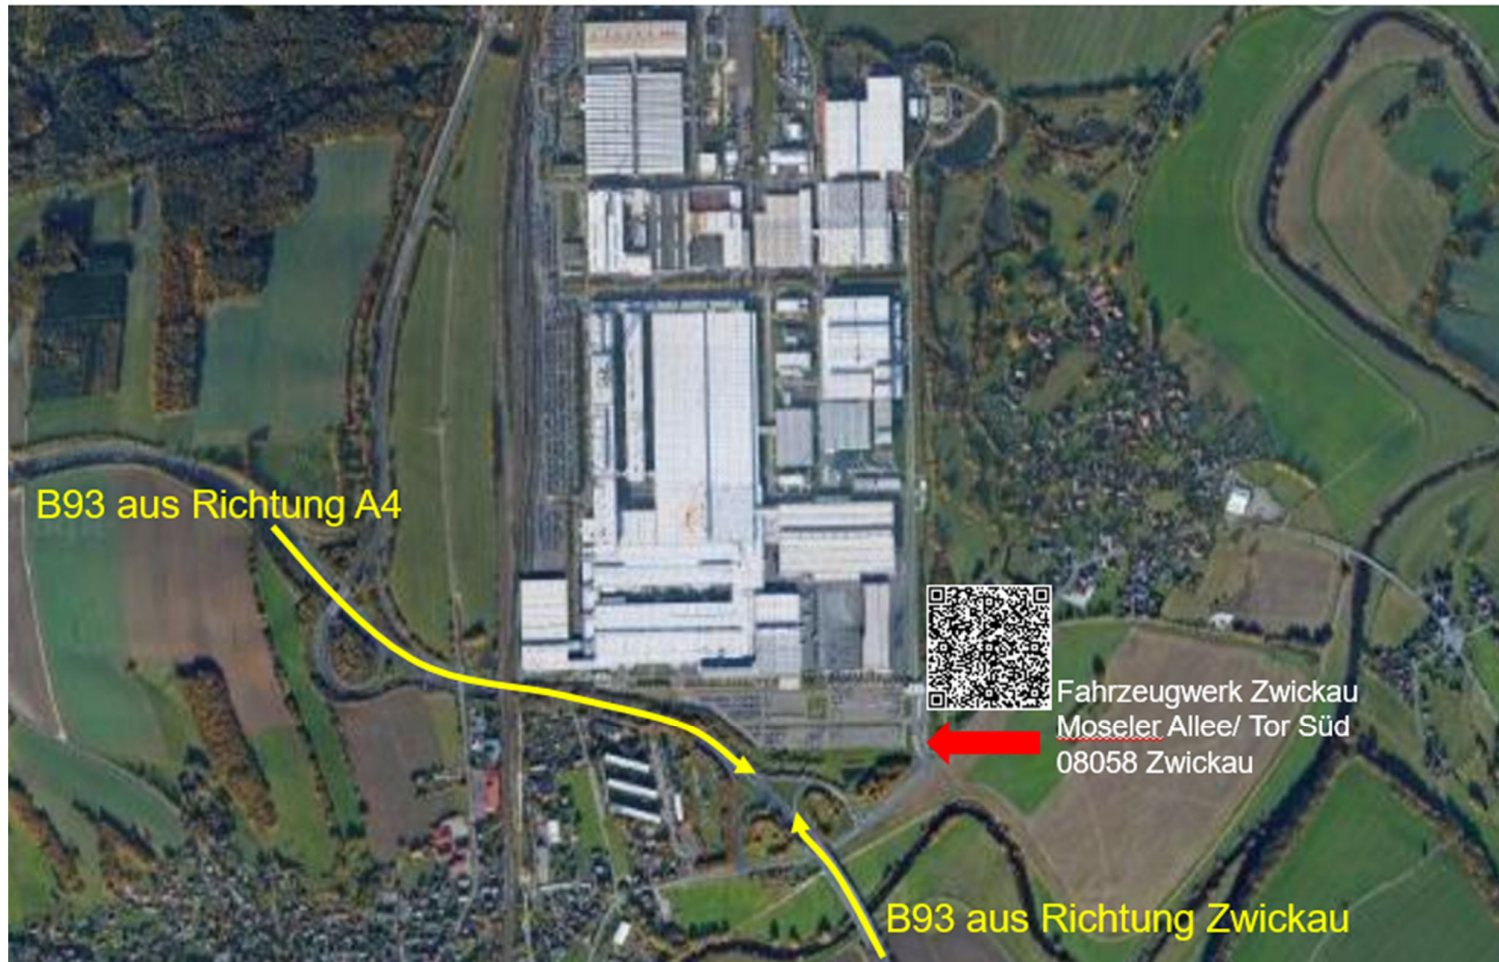 B93 aus Richtung A4
Fahrzeugwerk Zwickau
Moseler Allee/ Tor Süd
08058 Zwickau
B93 aus Richtung Zwickau